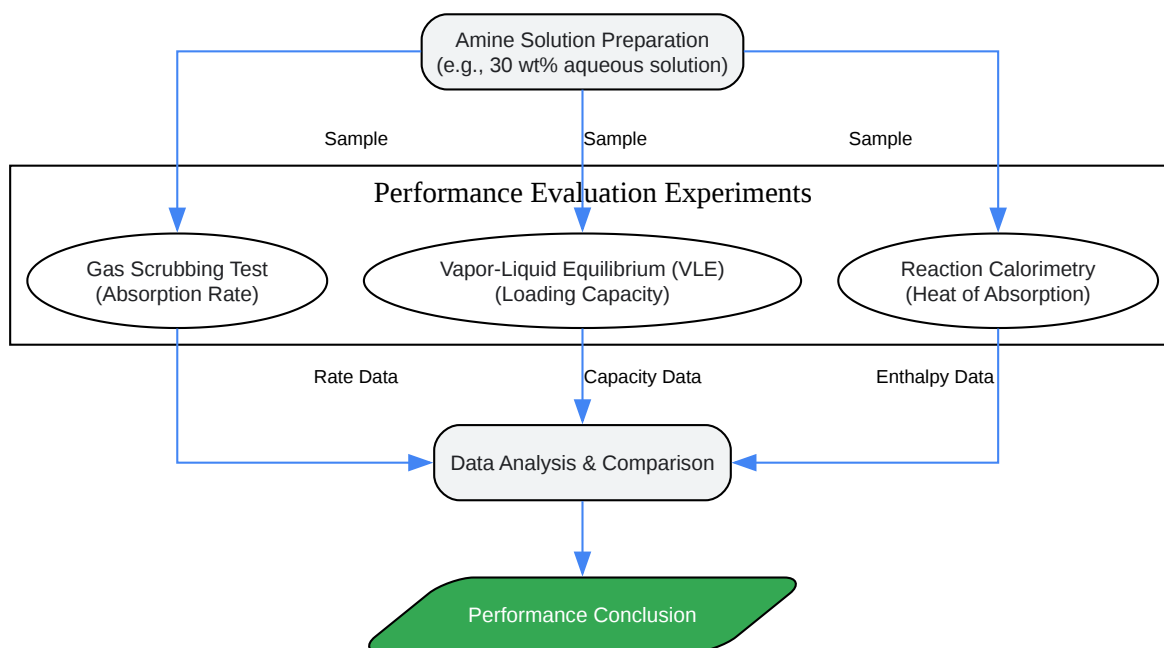 Amine Solution Preparation
(e.g., 30 wt% aqueous solution)
Sample
Sample
Sample
Performance Evaluation Experiments
Gas Scrubbing Test
(Absorption Rate)
Vapor-Liquid Equilibrium (VLE)
(Loading Capacity)
Reaction Calorimetry
(Heat of Absorption)
Rate Data
Capacity Data
Enthalpy Data
Data Analysis & Comparison
Performance Conclusion